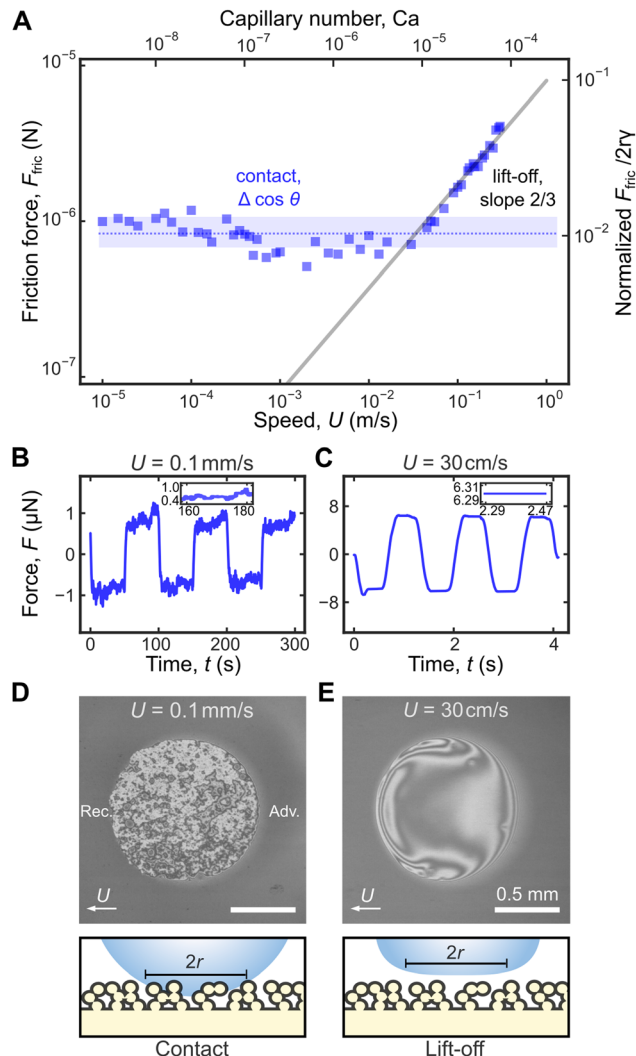 A
Capillary number, Ca
10⁻⁸ 10⁻⁷ 10⁻⁶ 10⁻⁵ 10⁻⁴
Friction force, F_fric (N)
10⁻⁵
10⁻⁶
10⁻⁷
contact,
Δ cos θ
lift-off,
slope 2/3
10⁻¹
10⁻²
Normalized F_fric /2rγ
10⁻⁵ 10⁻⁴ 10⁻³ 10⁻² 10⁻¹ 10⁰
Speed, U (m/s)
B
U = 0.1 mm/s
Force, F (µN)
1
0
−1
1.0
0.4
160 180
0 100 200 300
Time, t (s)
C
U = 30 cm/s
8
0
−8
6.31
6.29
2.29 2.47
0 2 4
Time, t (s)
D
U = 0.1 mm/s
Rec. Adv.
U
2r
Contact
E
U = 30 cm/s
U
0.5 mm
2r
Lift-off